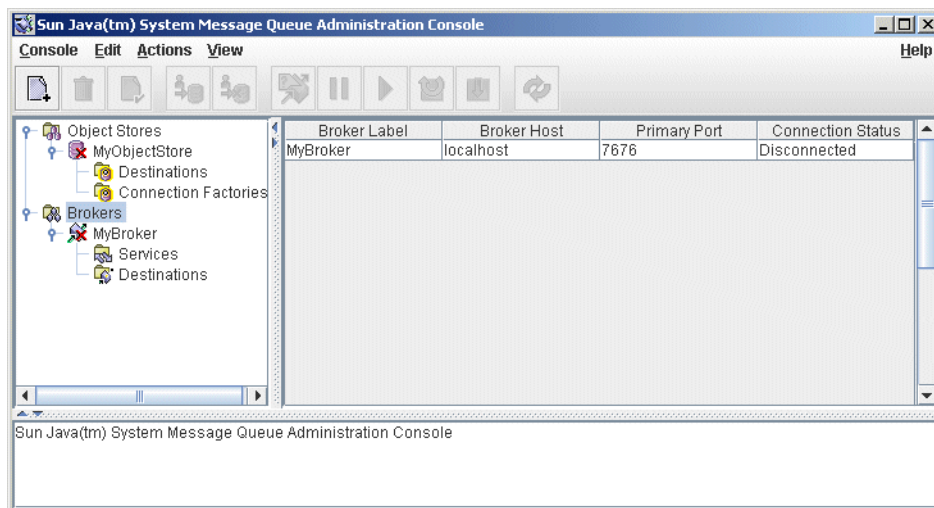 Sun Java(tm) System Message Queue Administration Console
Console Edit Actions View Help
Object Stores
MyObjectStore
Destinations
Connection Factories
Brokers
MyBroker
Services
Destinations
Broker Label Broker Host Primary Port Connection Status
MyBroker localhost 7676 Disconnected
Sun Java(tm) System Message Queue Administration Console